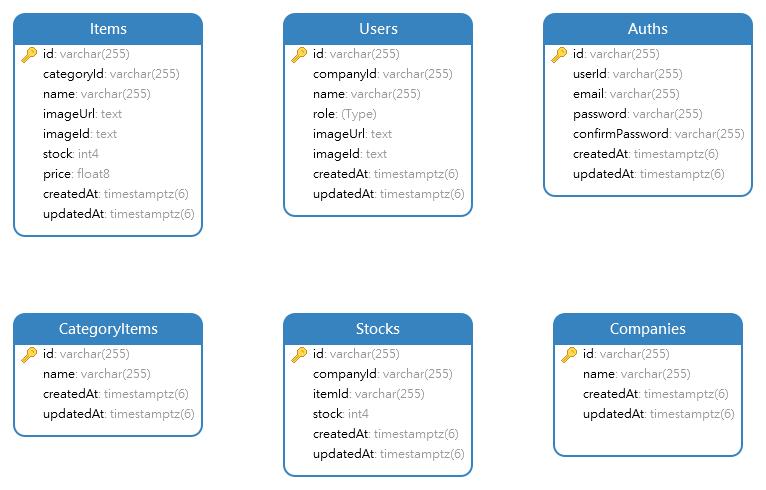 Items
id: varchar(255)
categoryId: varchar(255)
name: varchar(255)
imageUrl: text
imageId: text
stock: int4
price: float8
createdAt: timestamptz(6)
updatedAt: timestamptz(6)
Users
id: varchar(255)
companyId: varchar(255)
name: varchar(255)
role: (Type)
imageUrl: text
imageId: text
createdAt: timestamptz(6)
updatedAt: timestamptz(6)
Auths
id: varchar(255)
userId: varchar(255)
email: varchar(255)
password: varchar(255)
confirmPassword: varchar(255)
createdAt: timestamptz(6)
updatedAt: timestamptz(6)
CategoryItems
id: varchar(255)
name: varchar(255)
createdAt: timestamptz(6)
updatedAt: timestamptz(6)
Stocks
id: varchar(255)
companyId: varchar(255)
itemId: varchar(255)
stock: int4
createdAt: timestamptz(6)
updatedAt: timestamptz(6)
Companies
id: varchar(255)
name: varchar(255)
createdAt: timestamptz(6)
updatedAt: timestamptz(6)